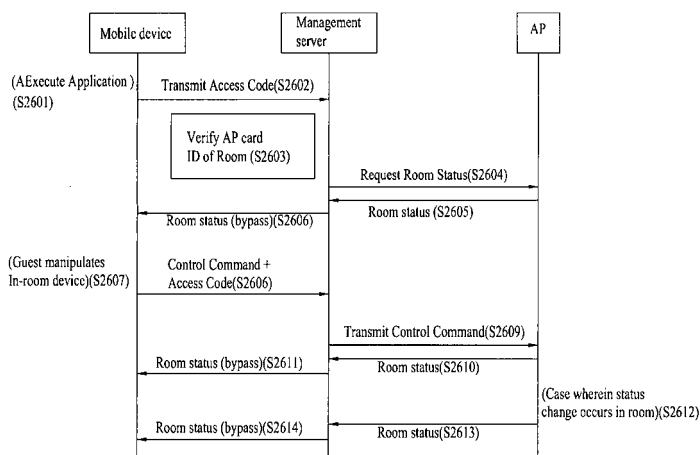 Mobile device
Management
server
AP
(AExecute Application )
(S2601)
Transmit Access Code(S2602)
Verify AP card
ID of Room (S2603)
Request Room Status(S2604)
Room status (S2605)
Room status (bypass)(S2606)
(Guest manipulates
In-room device)(S2607)
Control Command +
Access Code(S2606)
Transmit Control Command(S2609)
Room status(S2610)
Room status (bypass)(S2611)
(Case wherein status
change occurs in room)(S2612)
Room status(S2613)
Room status (bypass)(S2614)